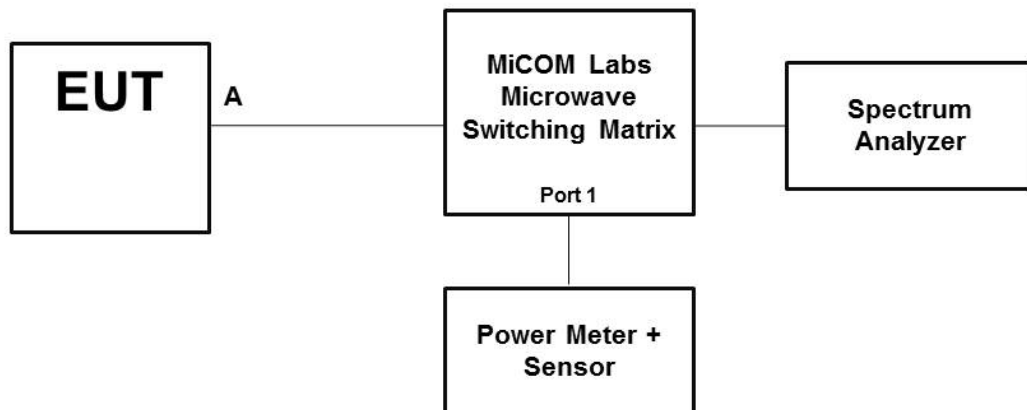 EUT
A
MiCOM Labs
Microwave
Switching Matrix
Port 1
Spectrum
Analyzer
Power Meter +
Sensor